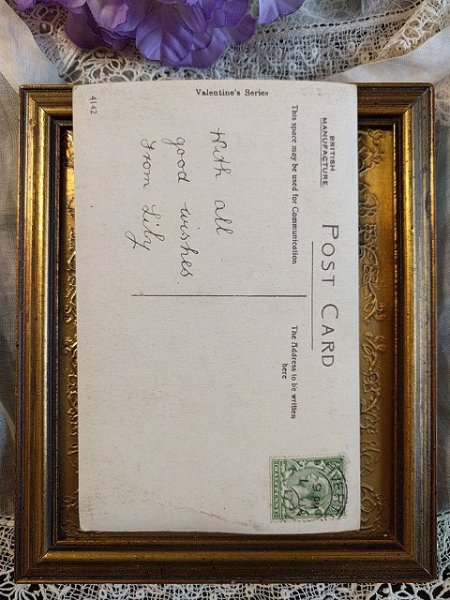 BRITISH
MANUFACTURE
POST CARD
This space may be used for Communication
The Address to be written
here
With all
good wishes
from Lily
Valentine's Series
4142